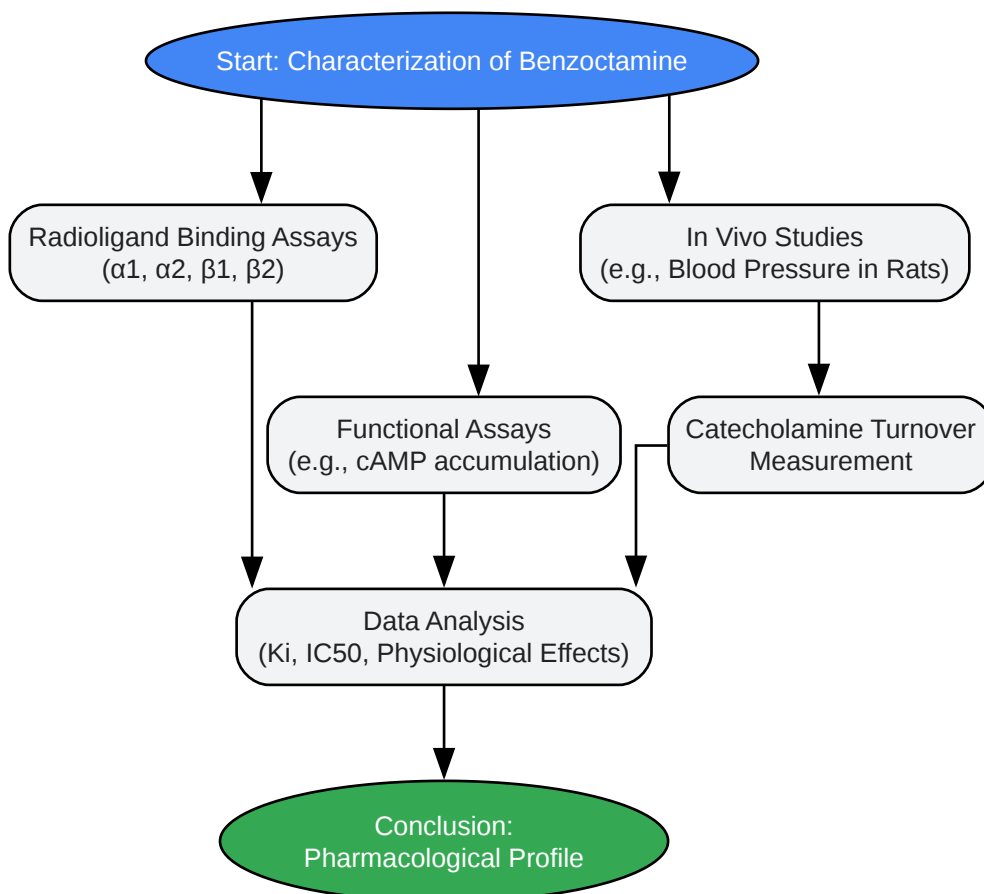 Start: Characterization of Benzoctamine
Radioligand Binding Assays
(α1, α2, β1, β2)
In Vivo Studies
(e.g., Blood Pressure in Rats)
Functional Assays
(e.g., cAMP accumulation)
Catecholamine Turnover
Measurement
Data Analysis
(Ki, IC50, Physiological Effects)
Conclusion:
Pharmacological Profile